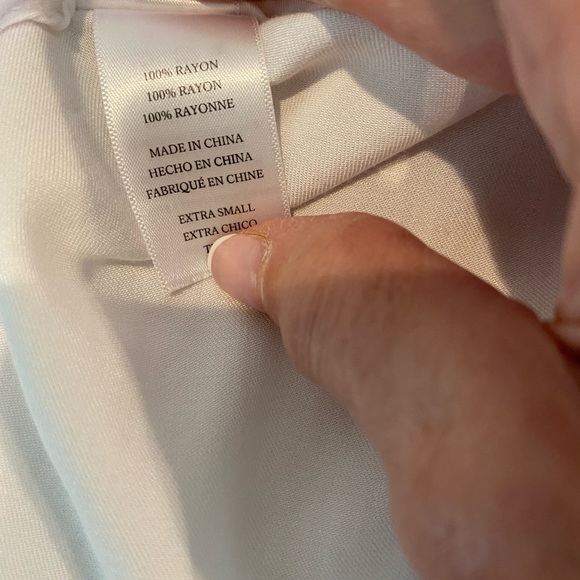 100% RAYON
100% RAYON
100% RAYONNE
MADE IN CHINA
HECHO EN CHINA
FABRIQUÉ EN CHINE
EXTRA SMALL
EXTRA CHICO